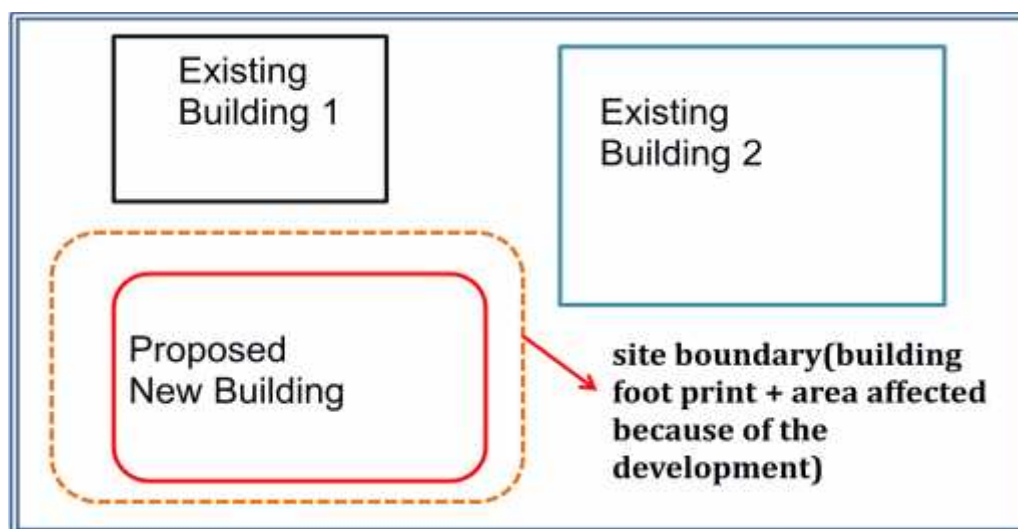 Existing
Building 1
Existing
Building 2
Proposed
New Building
site boundary(building
foot print + area affected
because of the
development)